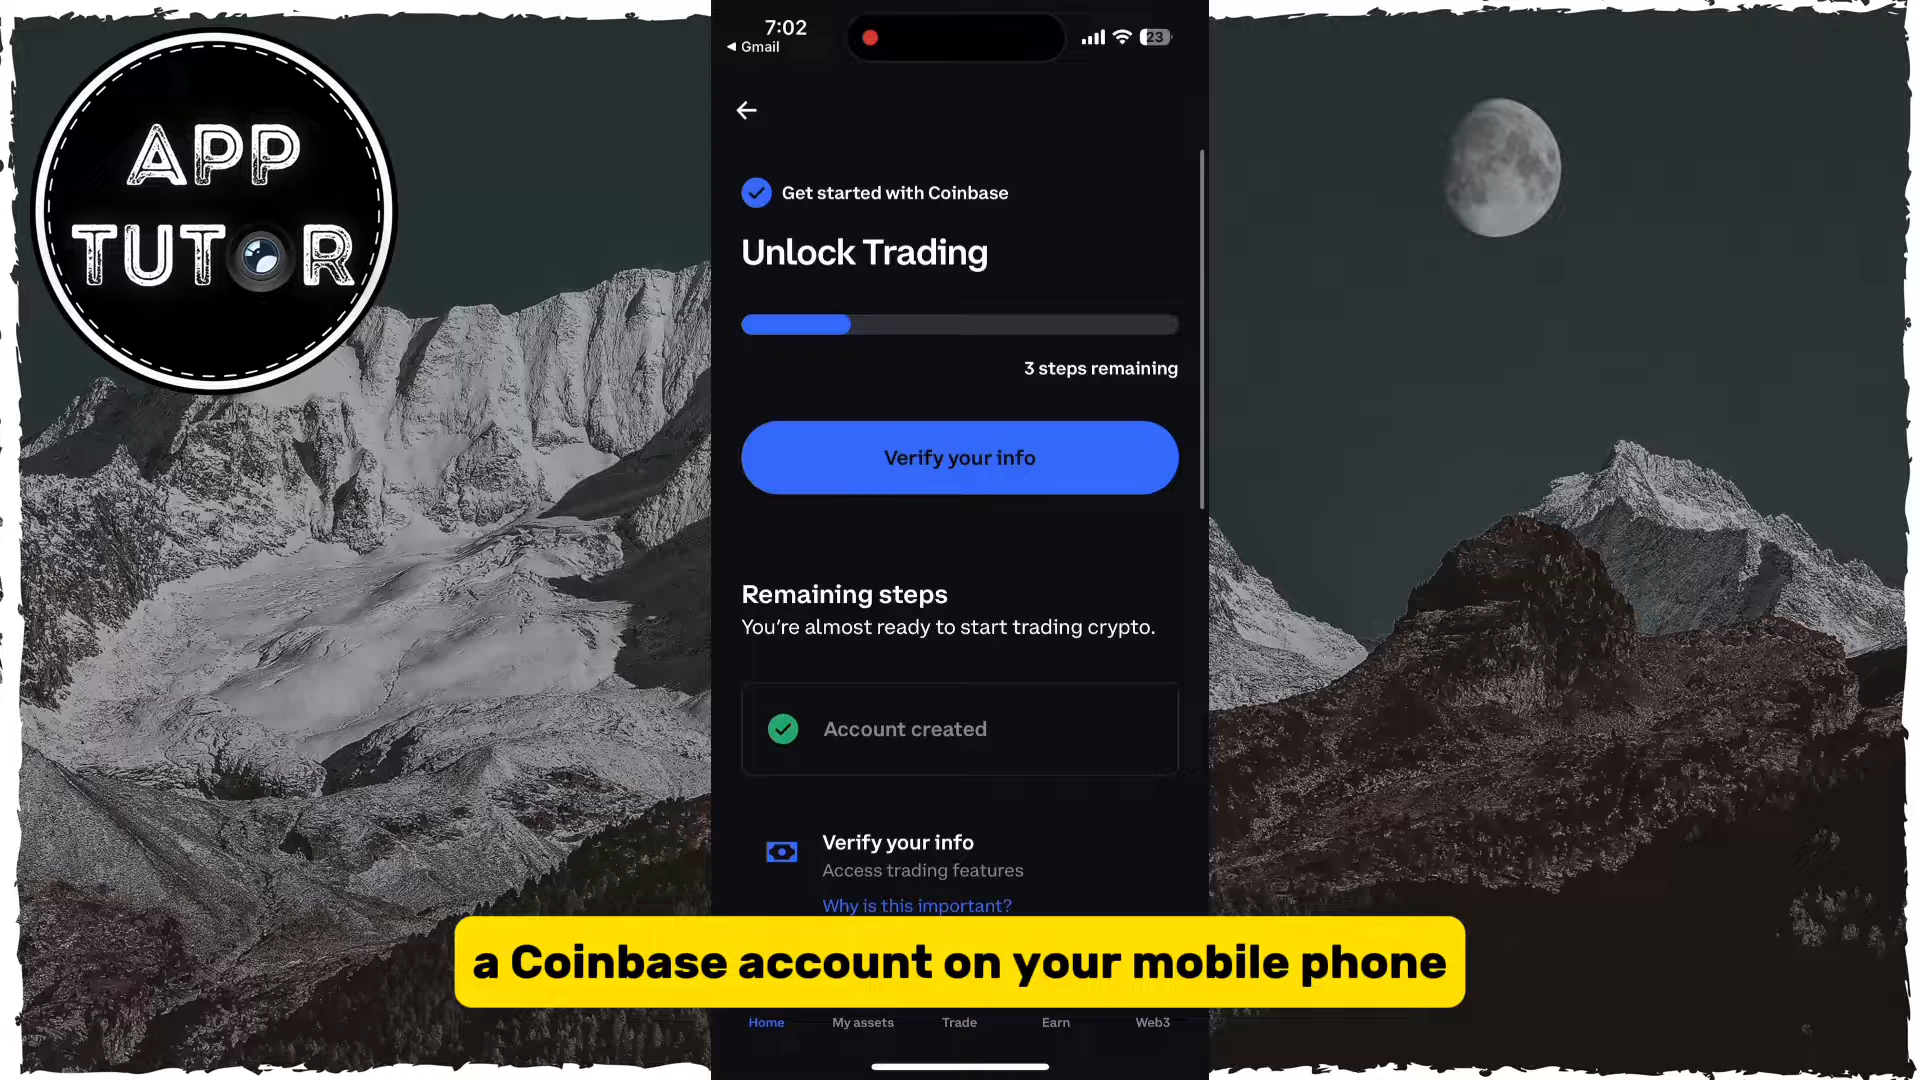 APP
TUTOR
7:02
◄ Gmail
23
Get started with Coinbase
Unlock Trading
3 steps remaining
Verify your info
Remaining steps
You're almost ready to start trading crypto.
Account created
Verify your info
Access trading features
Why is this important?
a Coinbase account on your mobile phone
Home My assets Trade Earn Web3